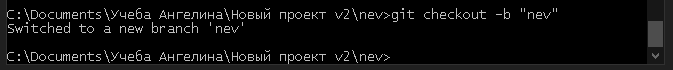 C:\Documents\Учеба Ангелина\Новый проект v2\nev>git checkout -b "nev"
Switched to a new branch 'nev'
C:\Documents\Учеба Ангелина\Новый проект v2\nev>